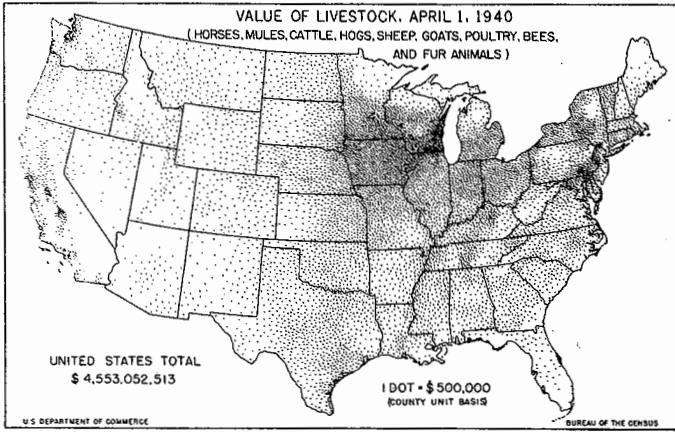 VALUE OF LIVESTOCK, APRIL 1, 1940
(HORSES, MULES, CATTLE, HOGS, SHEEP, GOATS, POULTRY, BEES,
AND FUR ANIMALS)
UNITED STATES TOTAL
$ 4,553,052,513
1 DOT = $500,000
(COUNTY UNIT BASIS)
U S DEPARTMENT OF COMMERCE
BUREAU OF THE CENSUS